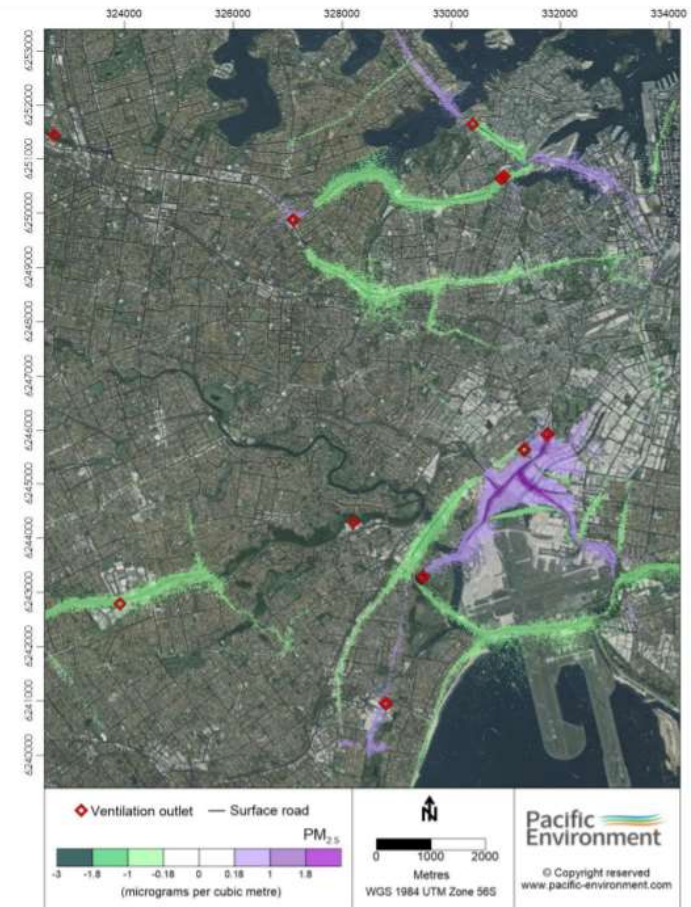 324000 326000 328000 330000 332000 334000
6253000
6252000
6251000
6250000
6249000
6248000
6247000
6246000
6245000
6244000
6243000
6242000
6241000
6240000
Ventilation outlet — Surface road
PM2.5
-3 -1.8 -1 -0.18 0 0.18 1 1.8
(micrograms per cubic metre)
N
0 1000 2000
Metres
WGS 1984 UTM Zone 56S
Pacific
Environment
© Copyright reserved
www.pacific-environment.com